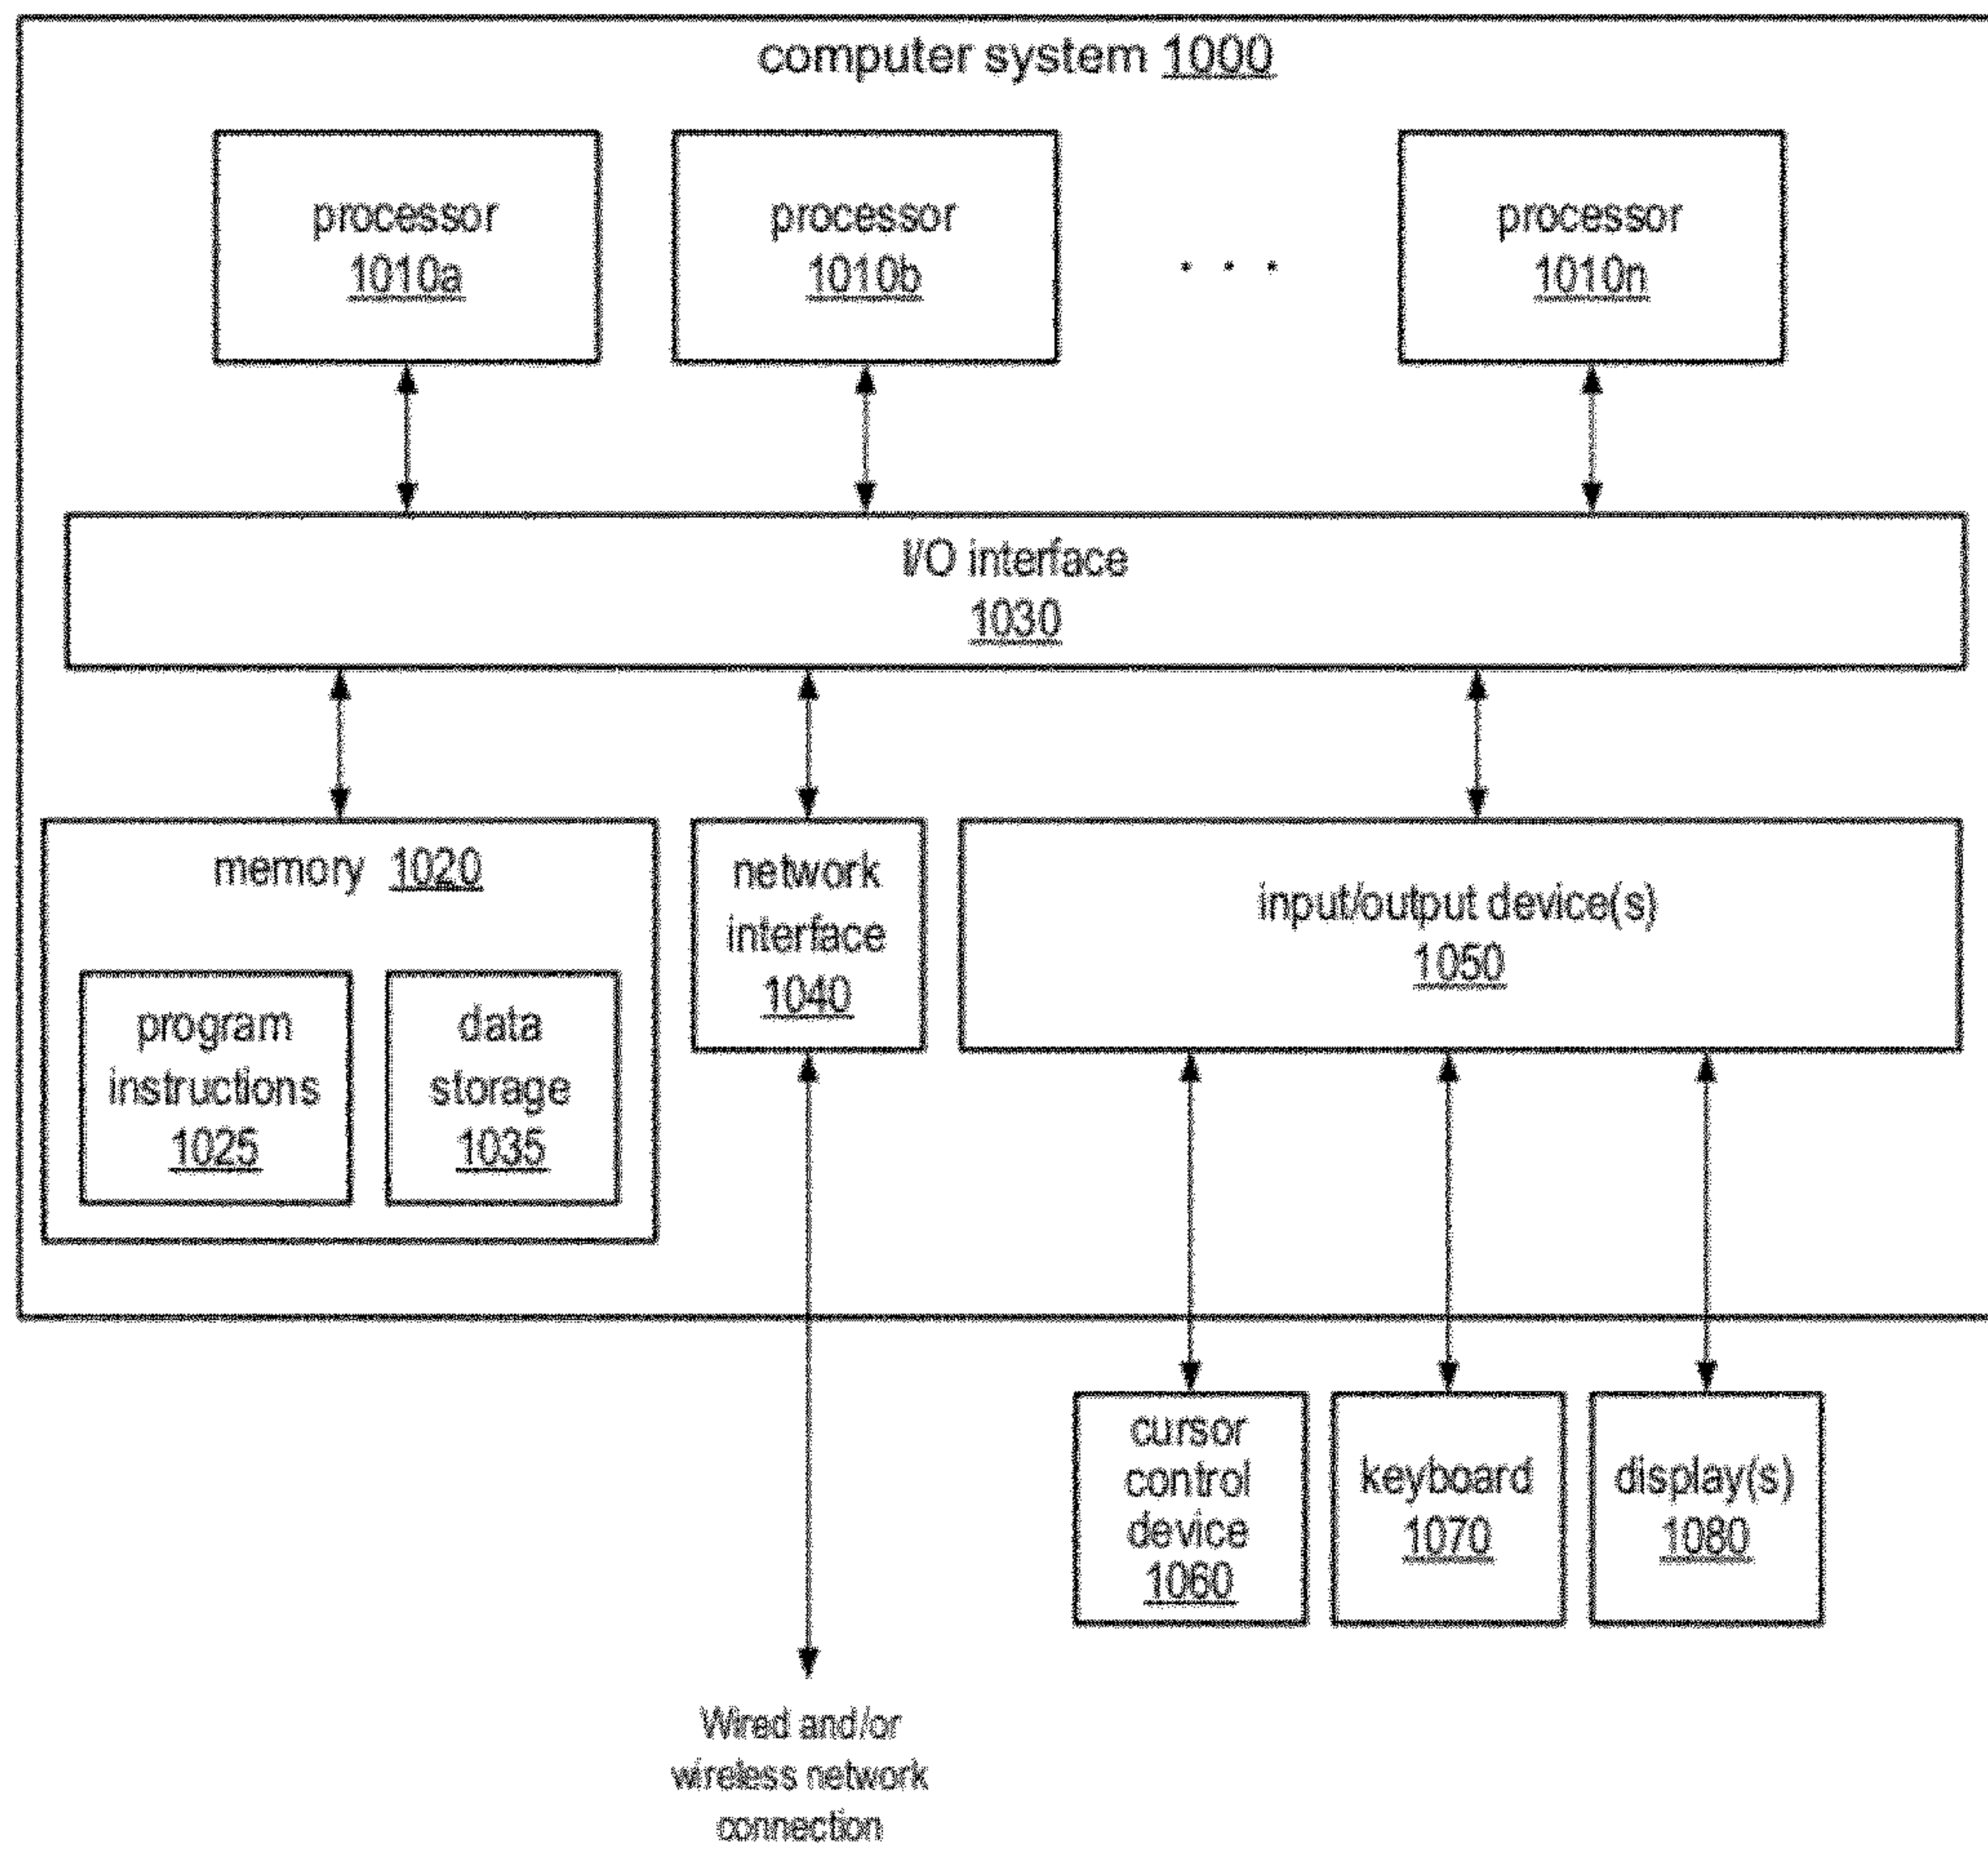 computer system 1000
processor
1010a
processor
1010b
. . .
processor
1010n
I/O interface
1030
memory 1020
program
instructions
1025
data
storage
1035
network
interface
1040
input/output device(s)
1050
cursor
control
device
1060
keyboard
1070
display(s)
1080
Wired and/or
wireless network
connection